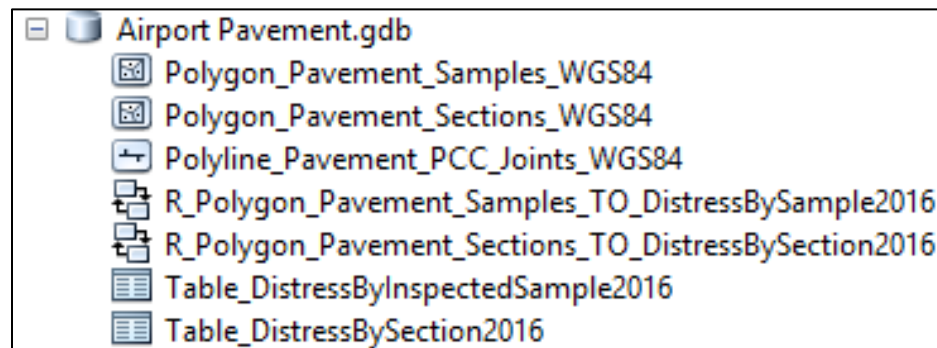 Airport Pavement.gdb
Polygon_Pavement_Samples_WGS84
Polygon_Pavement_Sections_WGS84
Polyline_Pavement_PCC_Joints_WGS84
R_Polygon_Pavement_Samples_TO_DistressBySample2016
R_Polygon_Pavement_Sections_TO_DistressBySection2016
Table_DistressByInspectedSample2016
Table_DistressBySection2016